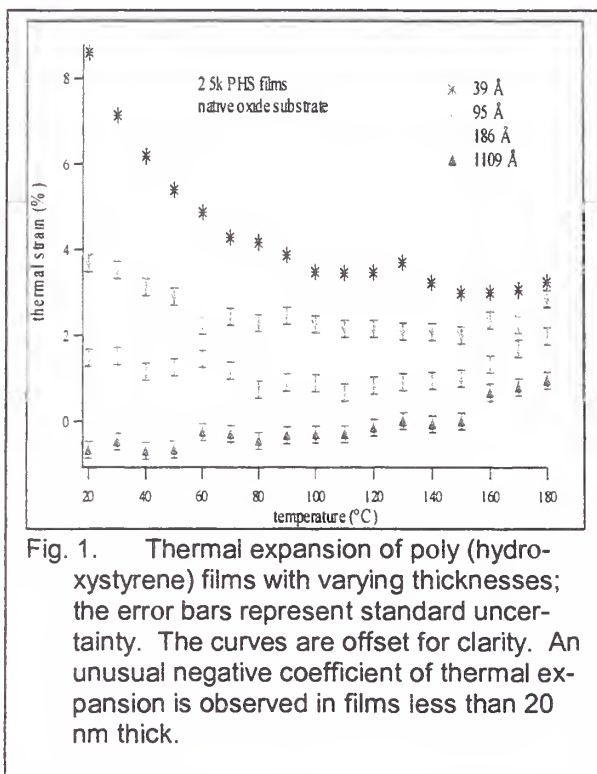 8
6
4
2
0
thermal strain (%)
2 5k PHS films
native oxide substrate
39 Å
95 Å
186 Å
1109 Å
20 40 60 80 100 120 140 160 180
temperature (°C)
Fig. 1. Thermal expansion of poly (hydro-
xystyrene) films with varying thicknesses;
the error bars represent standard uncer-
tainty. The curves are offset for clarity. An
unusual negative coefficient of thermal ex-
pansion is observed in films less than 20
nm thick.